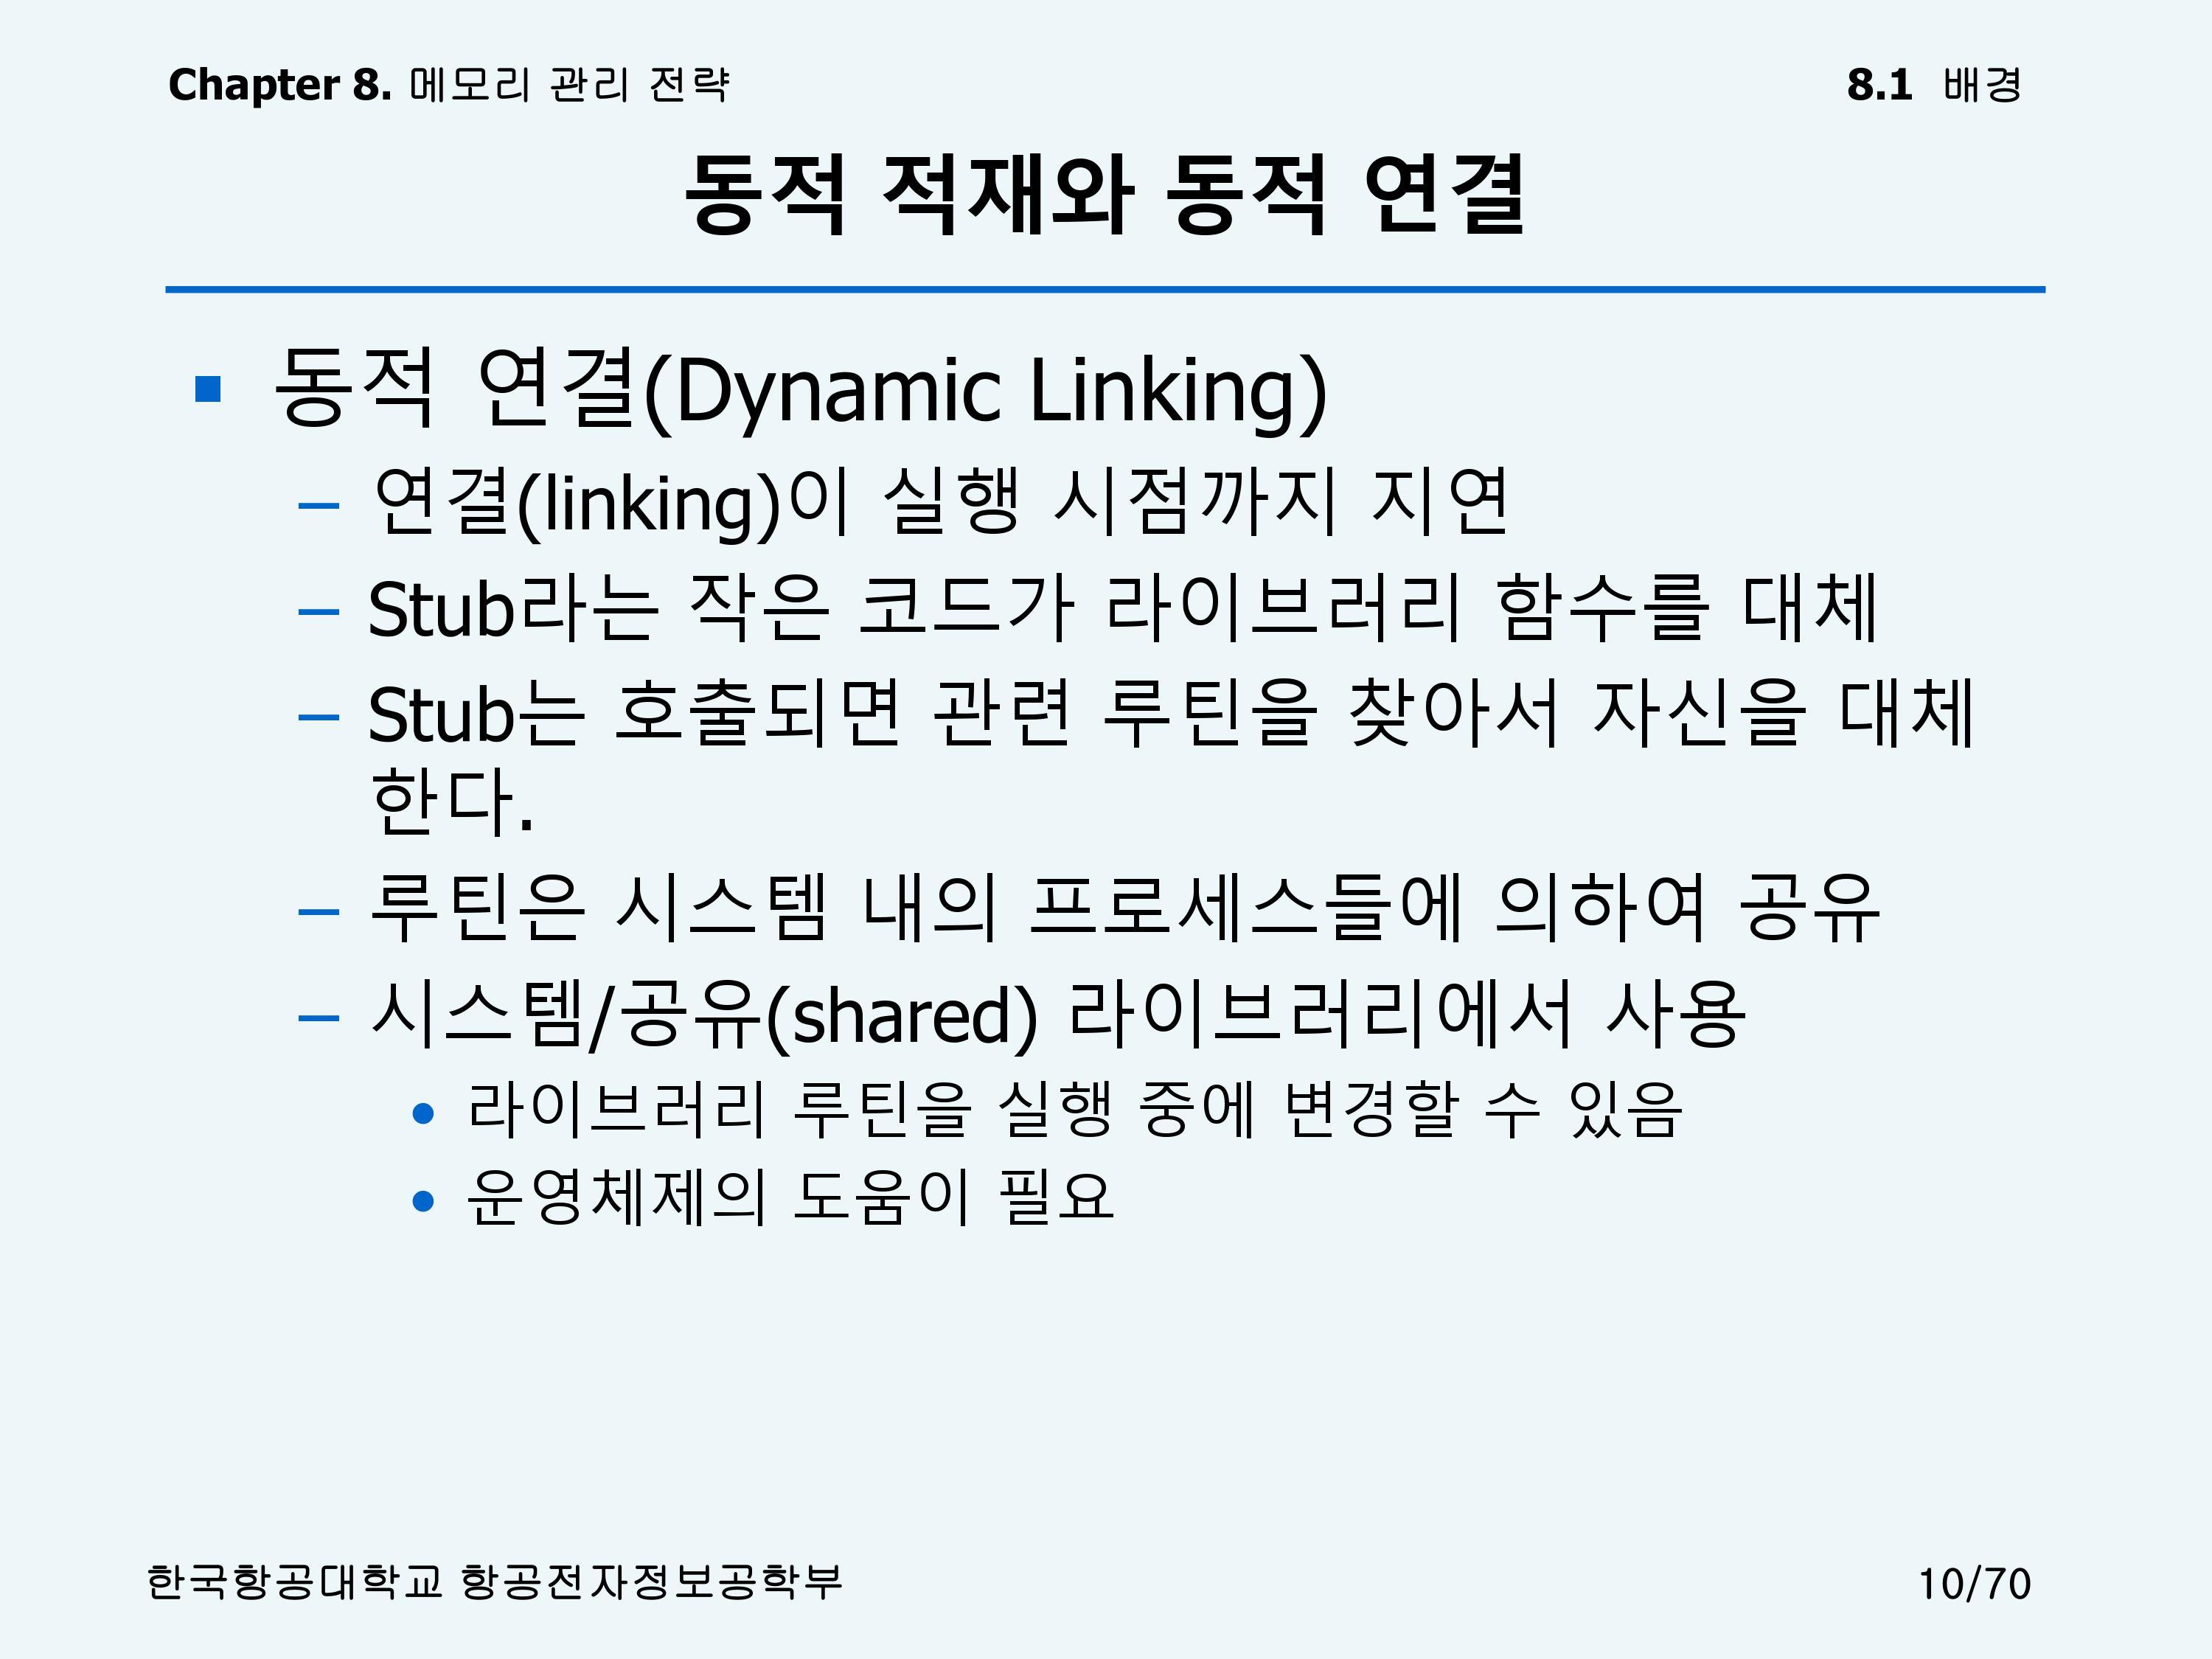 Chapter 8. 메모리 관리 전략
8.1 배경
동적 적재와 동적 연결
동적 연결(Dynamic Linking)
연결(linking)이 실행 시점까지 지연
Stub라는 작은 코드가 라이브러리 함수를 대체
Stub는 호출되면 관련 루틴을 찾아서 자신을 대체
한다.
루틴은 시스템 내의 프로세스들에 의하여 공유
시스템/공유(shared) 라이브러리에서 사용
라이브러리 루틴을 실행 중에 변경할 수 있음
운영체제의 도움이 필요
한국항공대학교 항공전자정보공학부
10/70